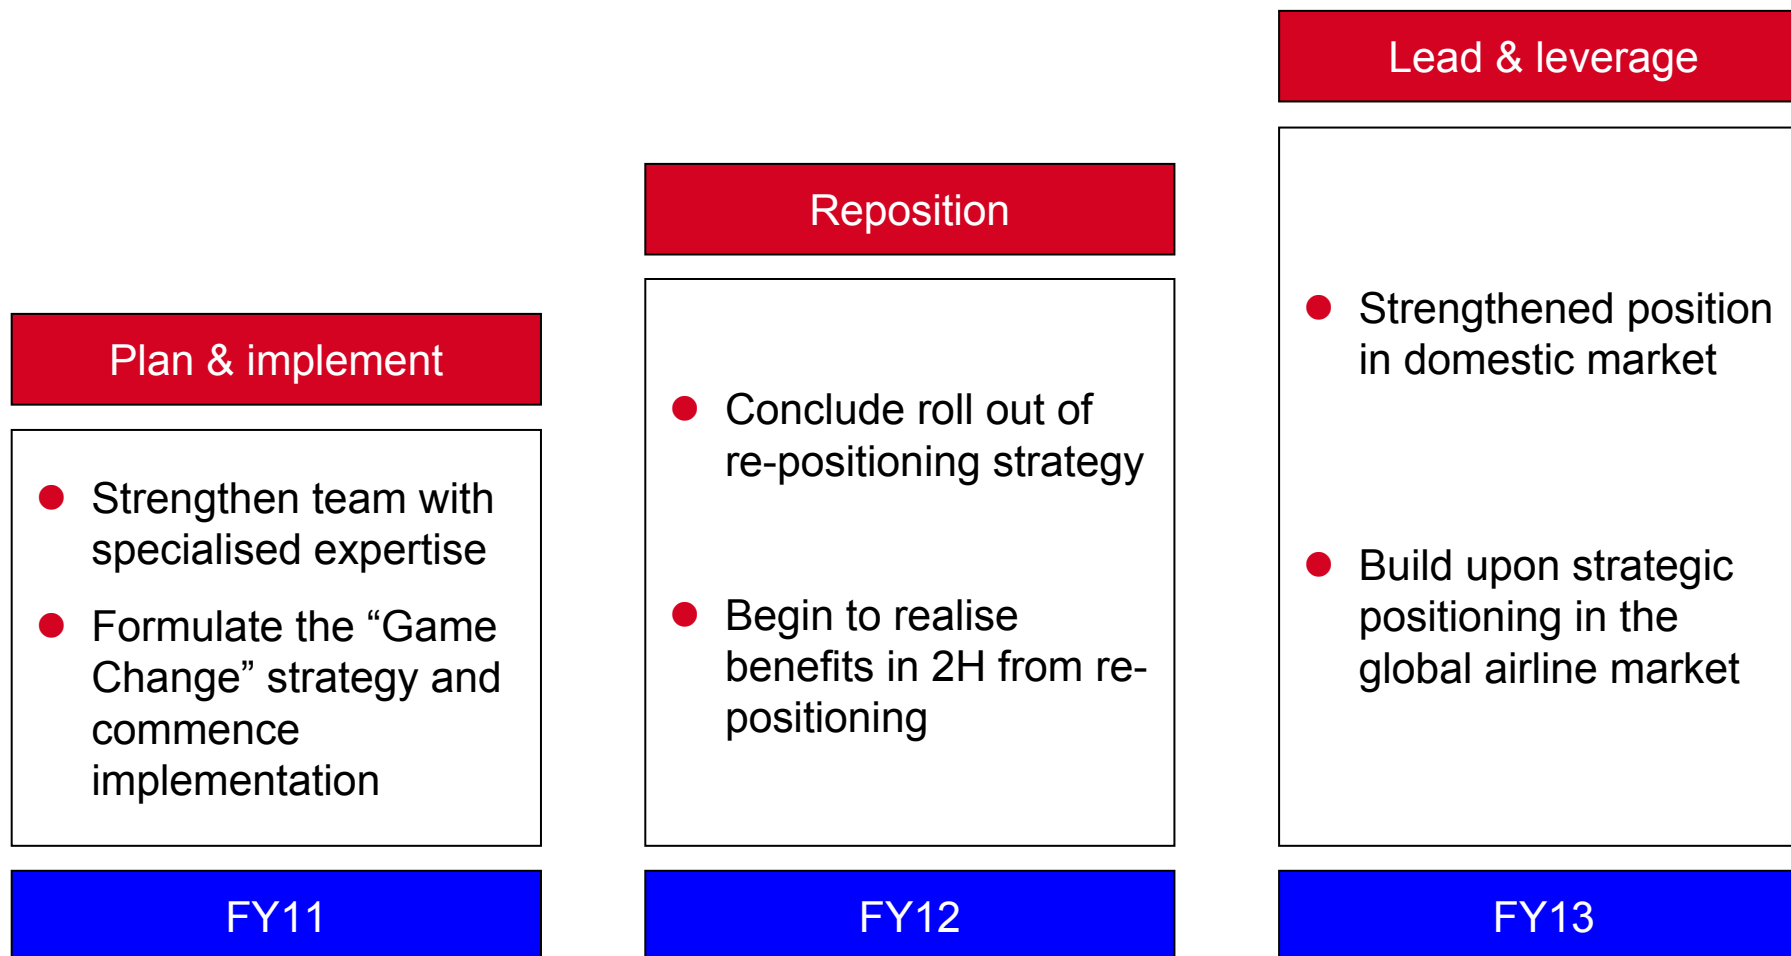 Plan & implement
Strengthen team with
specialised expertise
Formulate the “Game
Change” strategy and
commence
implementation
FY11
Reposition
Conclude roll out of
re-positioning strategy
Begin to realise
benefits in 2H from re-
positioning
FY12
Lead & leverage
Strengthened position
in domestic market
Build upon strategic
positioning in the
global airline market
FY13